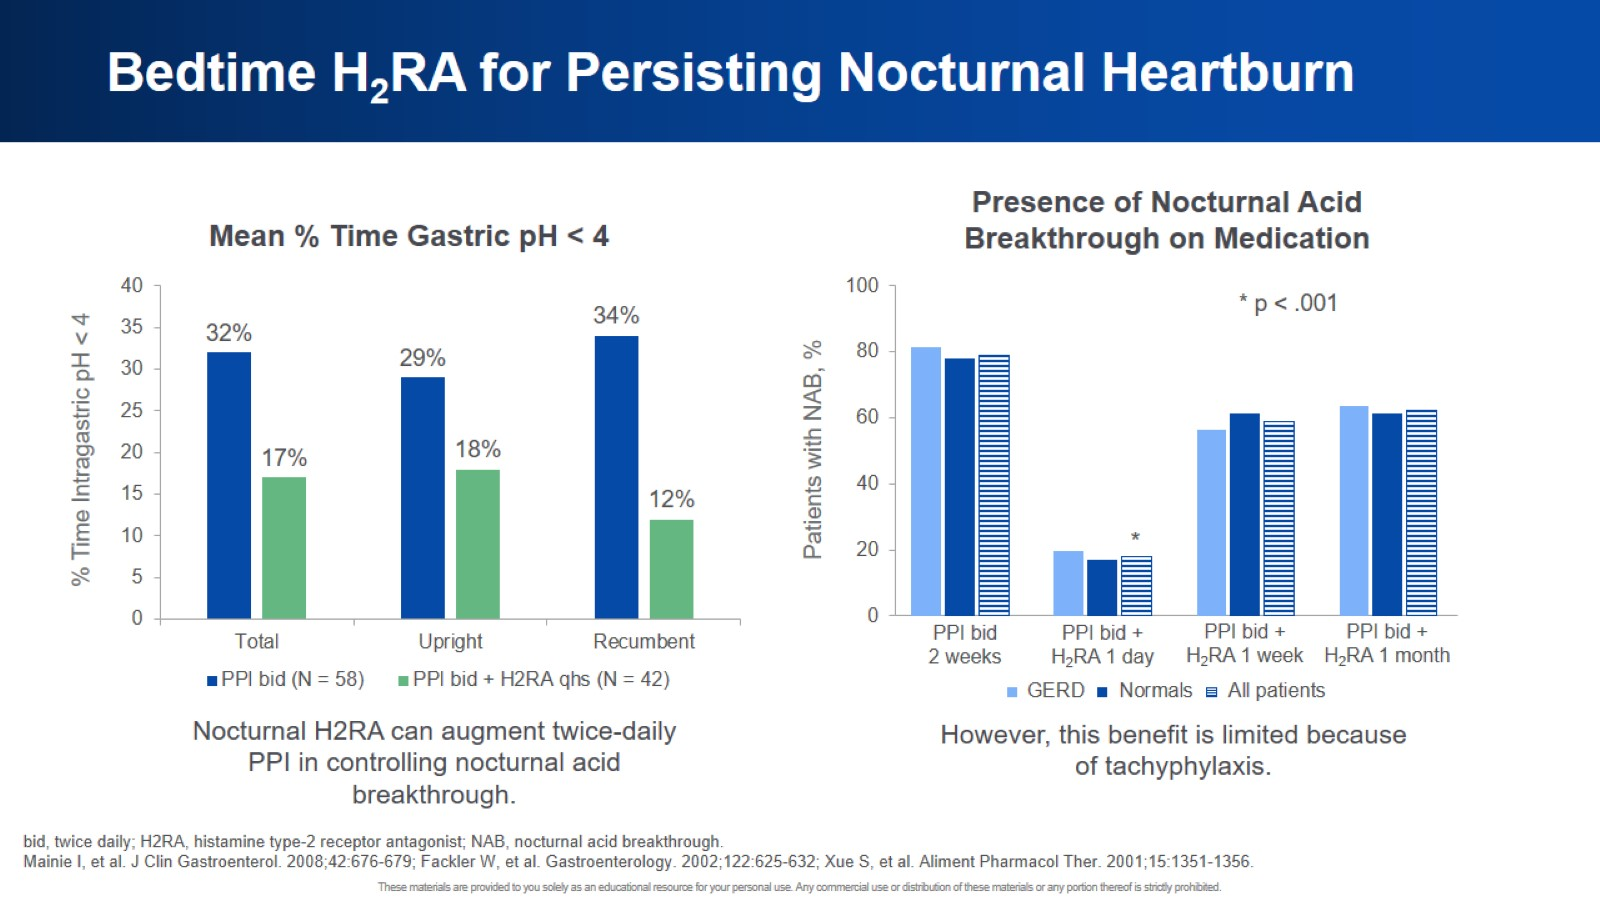 Bedtime H₂RA for Persisting Nocturnal Heartburn
Mean % Time Gastric pH < 4
% Time Intragastric pH < 4
40
35
30
25
20
15
10
5
0
32%
17%
29%
18%
34%
12%
Total
Upright
Recumbent
PPI bid (N = 58)
PPI bid + H2RA qhs (N = 42)
Nocturnal H2RA can augment twice-daily
PPI in controlling nocturnal acid
breakthrough.
Presence of Nocturnal Acid
Breakthrough on Medication
Patients with NAB, %
100
80
60
40
20
0
* p < .001
*
PPI bid
2 weeks
PPI bid +
H₂RA 1 day
PPI bid +
H₂RA 1 week
PPI bid +
H₂RA 1 month
GERD
Normals
All patients
However, this benefit is limited because
of tachyphylaxis.
bid, twice daily; H2RA, histamine type-2 receptor antagonist; NAB, nocturnal acid breakthrough.
Mainie I, et al. J Clin Gastroenterol. 2008;42:676-679; Fackler W, et al. Gastroenterology. 2002;122:625-632; Xue S, et al. Aliment Pharmacol Ther. 2001;15:1351-1356.
These materials are provided to you solely as an educational resource for your personal use. Any commercial use or distribution of these materials or any portion thereof is strictly prohibited.